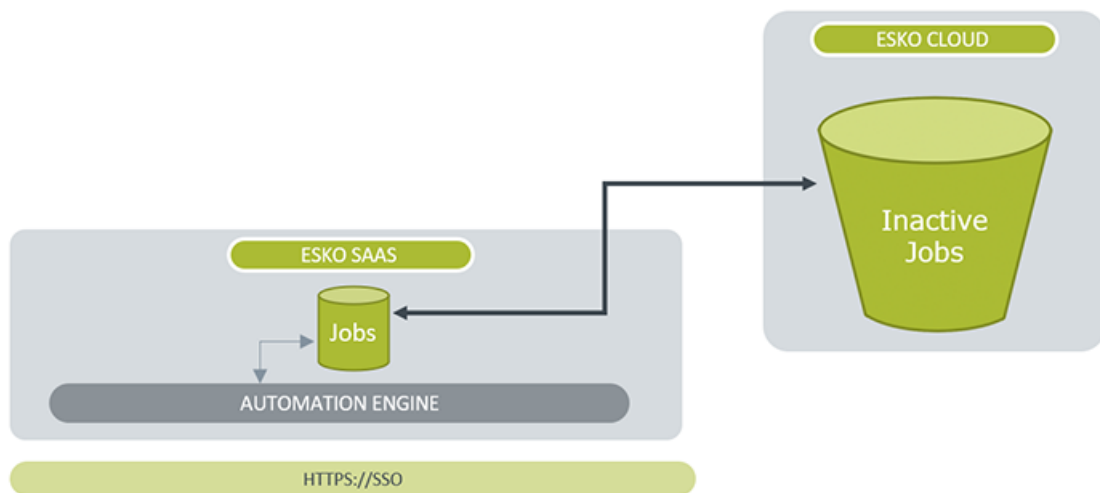 ESKO CLOUD
Inactive
Jobs
ESKO SAAS
Jobs
AUTOMATION ENGINE
HTTPS://SSO